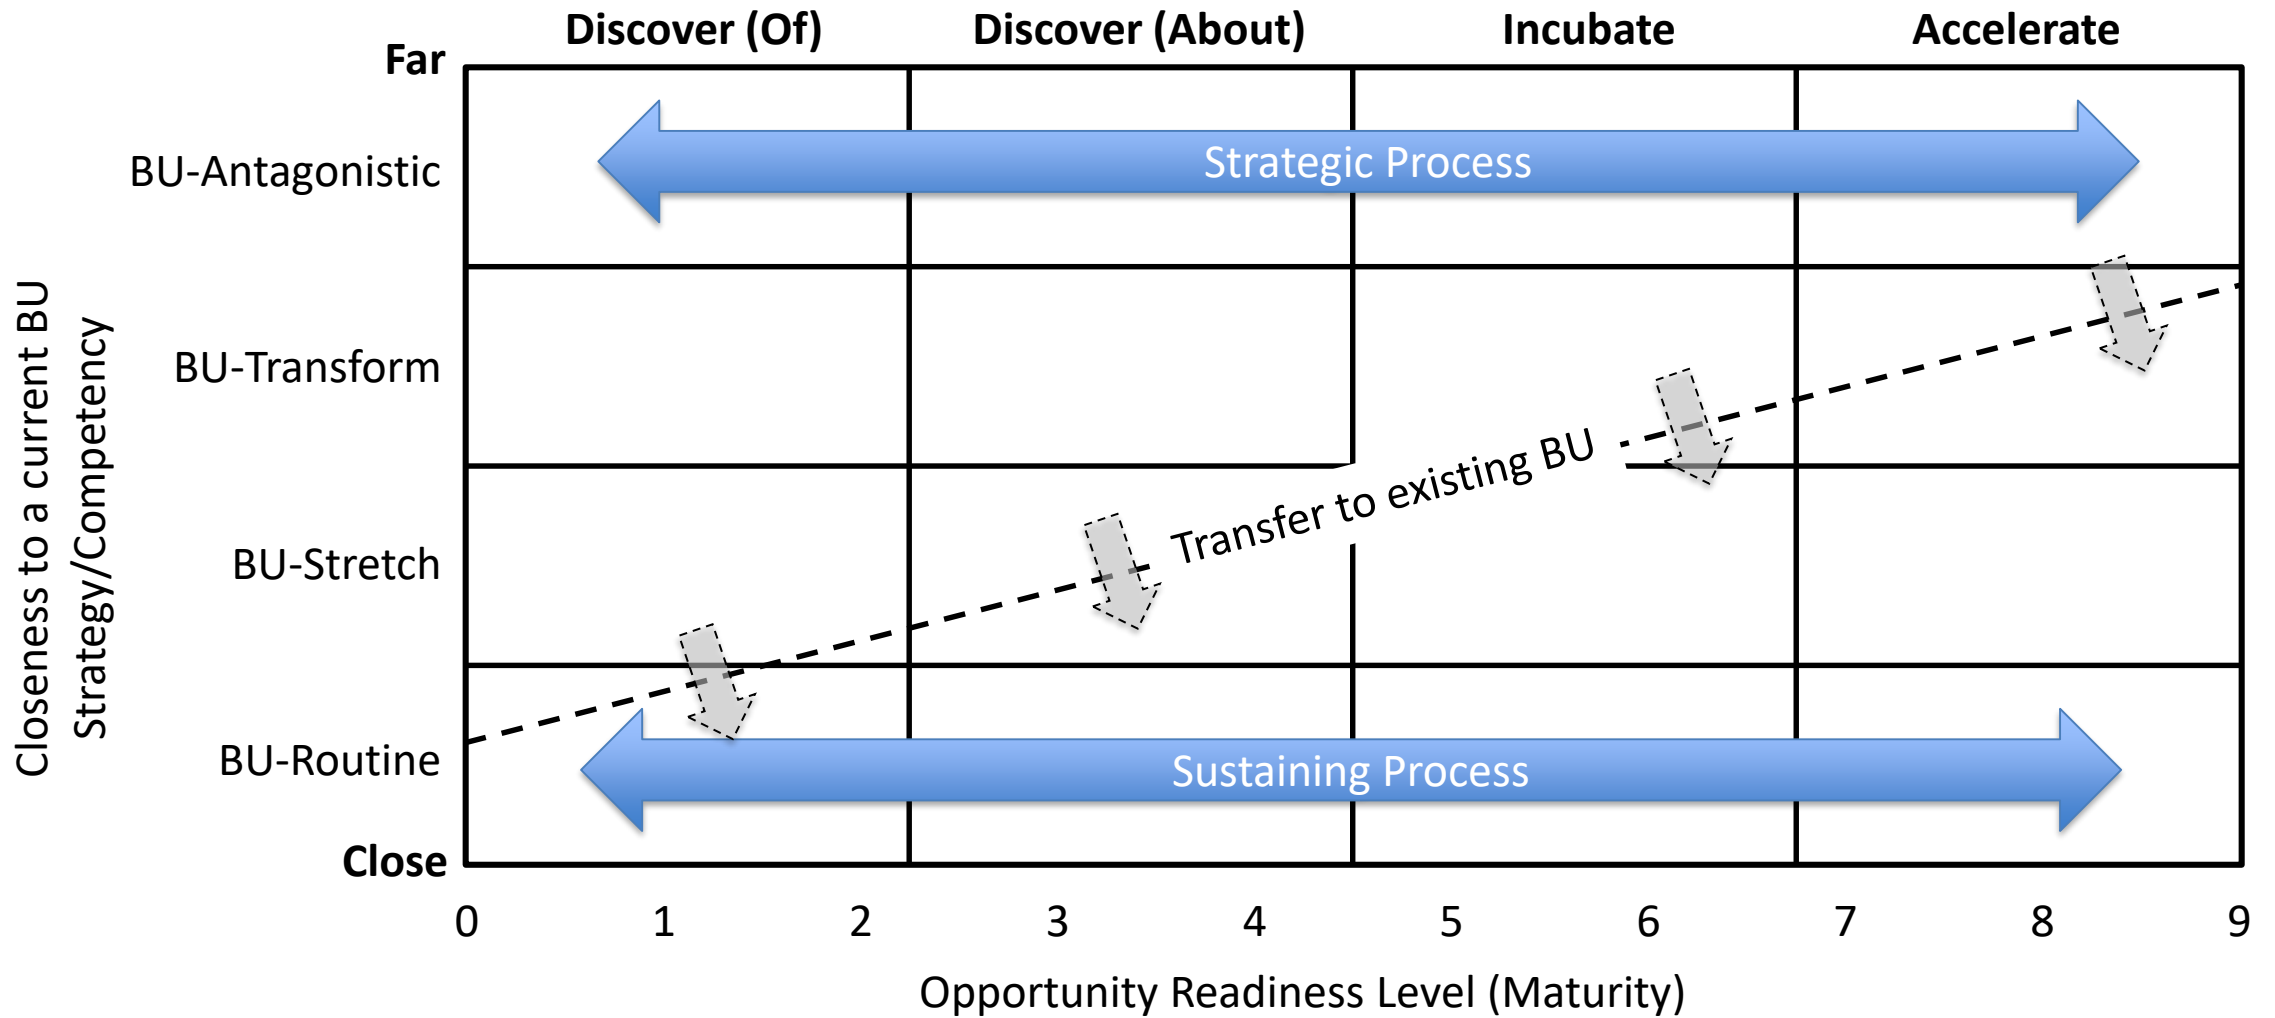 Discover (Of) Discover (About) Incubate Accelerate
Far
BU-Antagonistic
Strategic Process
BU-Transform
Closeness to a current BU
Strategy/Competency
Transfer to existing BU
BU-Stretch
BU-Routine
Sustaining Process
Close
0 1 2 3 4 5 6 7 8 9
Opportunity Readiness Level (Maturity)